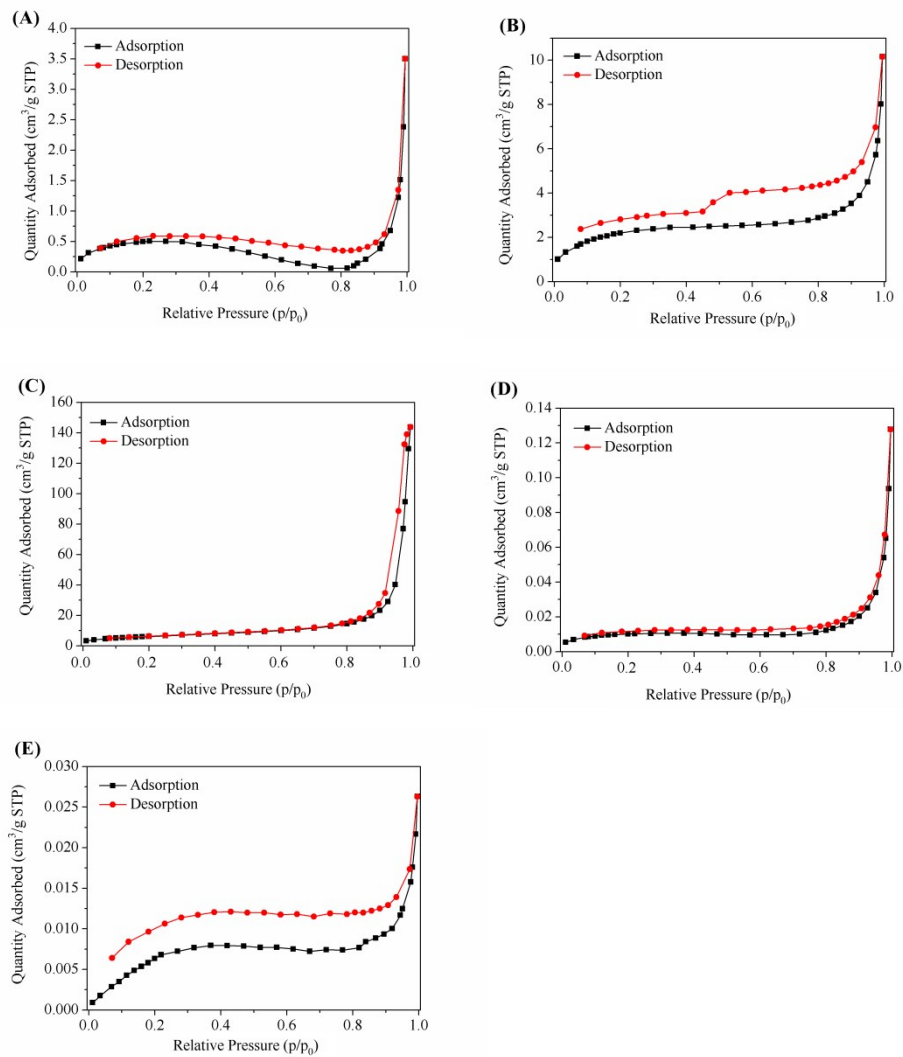 (A)
4.0
3.5
3.0
2.5
2.0
1.5
1.0
0.5
0.0
Quantity Adsorbed (cm³/g STP)
Adsorption
Desorption
0.0 0.2 0.4 0.6 0.8 1.0
Relative Pressure (p/p₀)
(B)
10
8
6
4
2
0
Quantity Adsorbed (cm³/g STP)
Adsorption
Desorption
0.0 0.2 0.4 0.6 0.8 1.0
Relative Pressure (p/p₀)
(C)
160
140
120
100
80
60
40
20
0
Quantity Adsorbed (cm³/g STP)
Adsorption
Desorption
0.0 0.2 0.4 0.6 0.8 1.0
Relative Pressure (p/p₀)
(D)
0.14
0.12
0.10
0.08
0.06
0.04
0.02
0.00
Quantity Adsorbed (cm³/g STP)
Adsorption
Desorption
0.0 0.2 0.4 0.6 0.8 1.0
Relative Pressure (p/p₀)
(E)
0.030
0.025
0.020
0.015
0.010
0.005
0.000
Quantity Adsorbed (cm³/g STP)
Adsorption
Desorption
0.0 0.2 0.4 0.6 0.8 1.0
Relative Pressure (p/p₀)